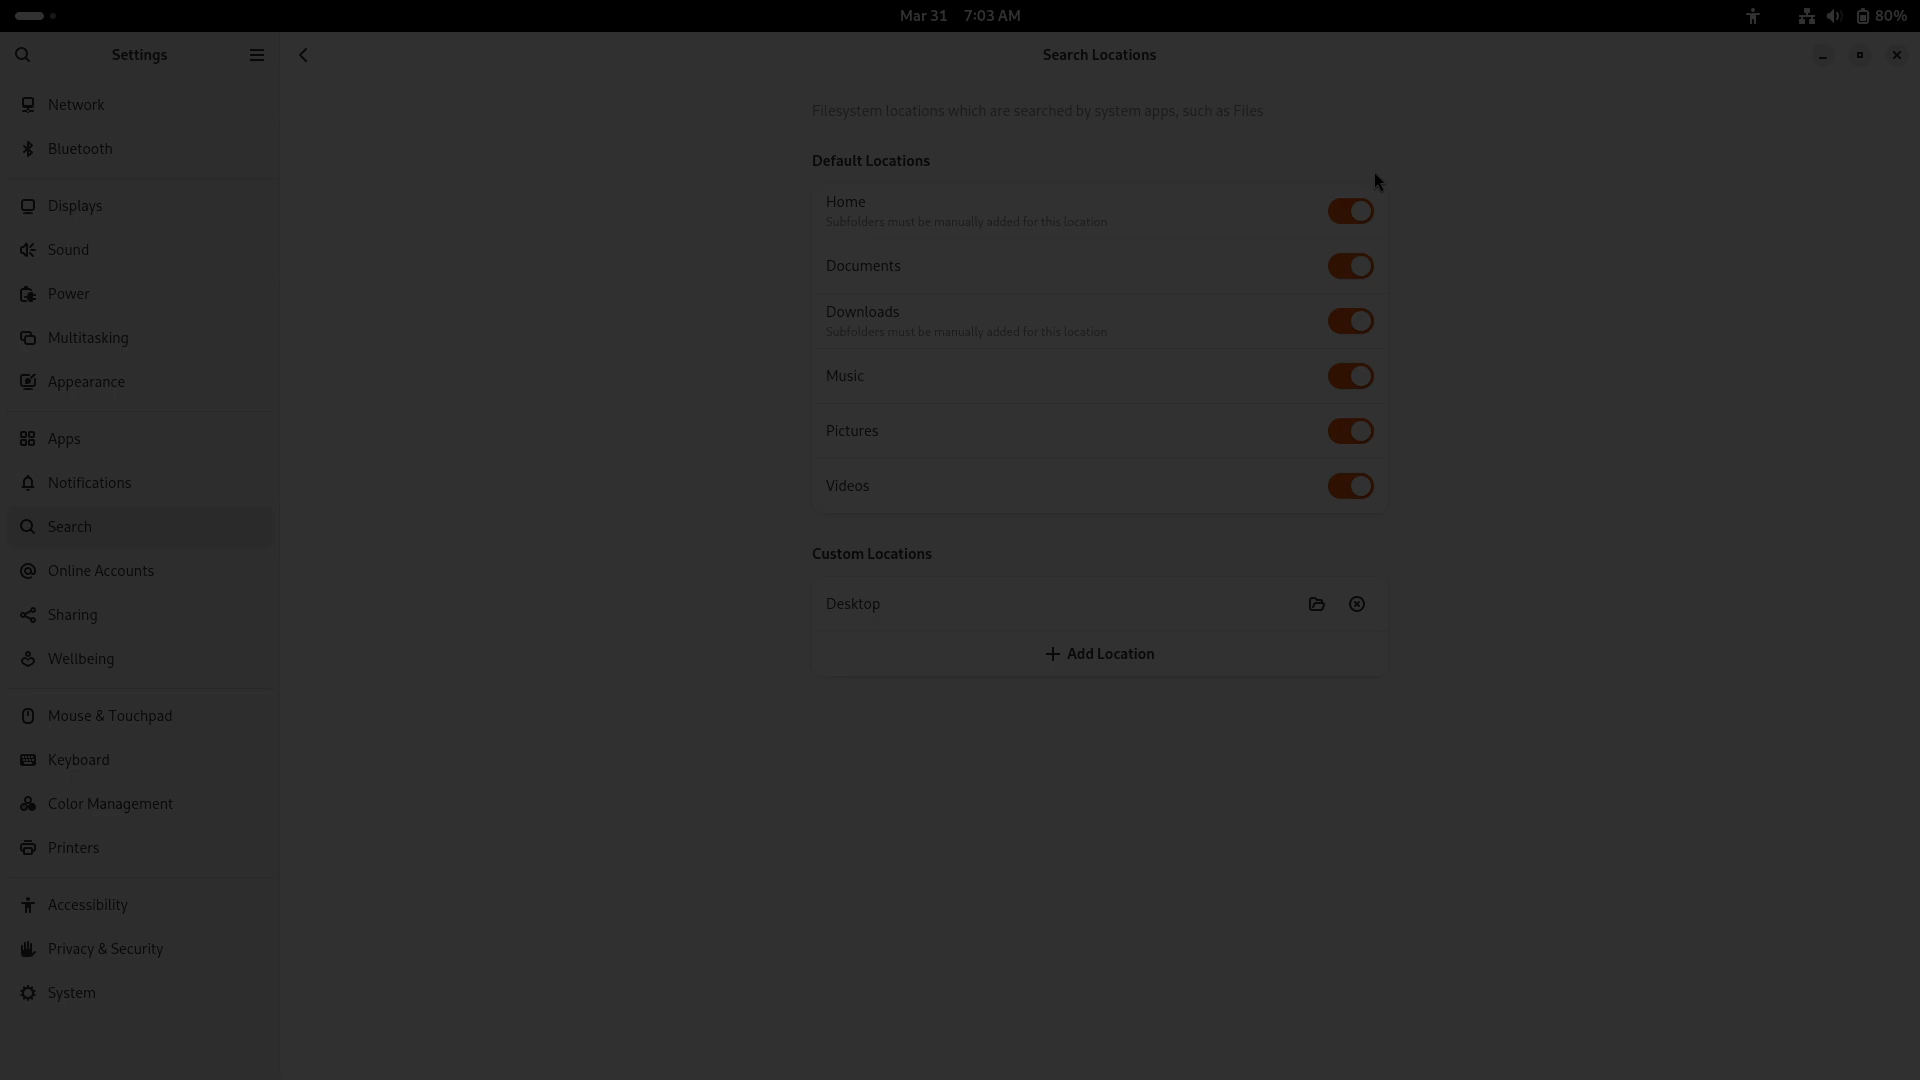 Mar 31 7:03 AM
80%
Settings
Search Locations
Network
Bluetooth
Displays
Sound
Power
Multitasking
Appearance
Apps
Notifications
Search
Online Accounts
Sharing
Wellbeing
Mouse & Touchpad
Keyboard
Color Management
Printers
Accessibility
Privacy & Security
System
Filesystem locations which are searched by system apps, such as Files
Default Locations
Home
Subfolders must be manually added for this location
Documents
Downloads
Subfolders must be manually added for this location
Music
Pictures
Videos
Custom Locations
Desktop
Add Location